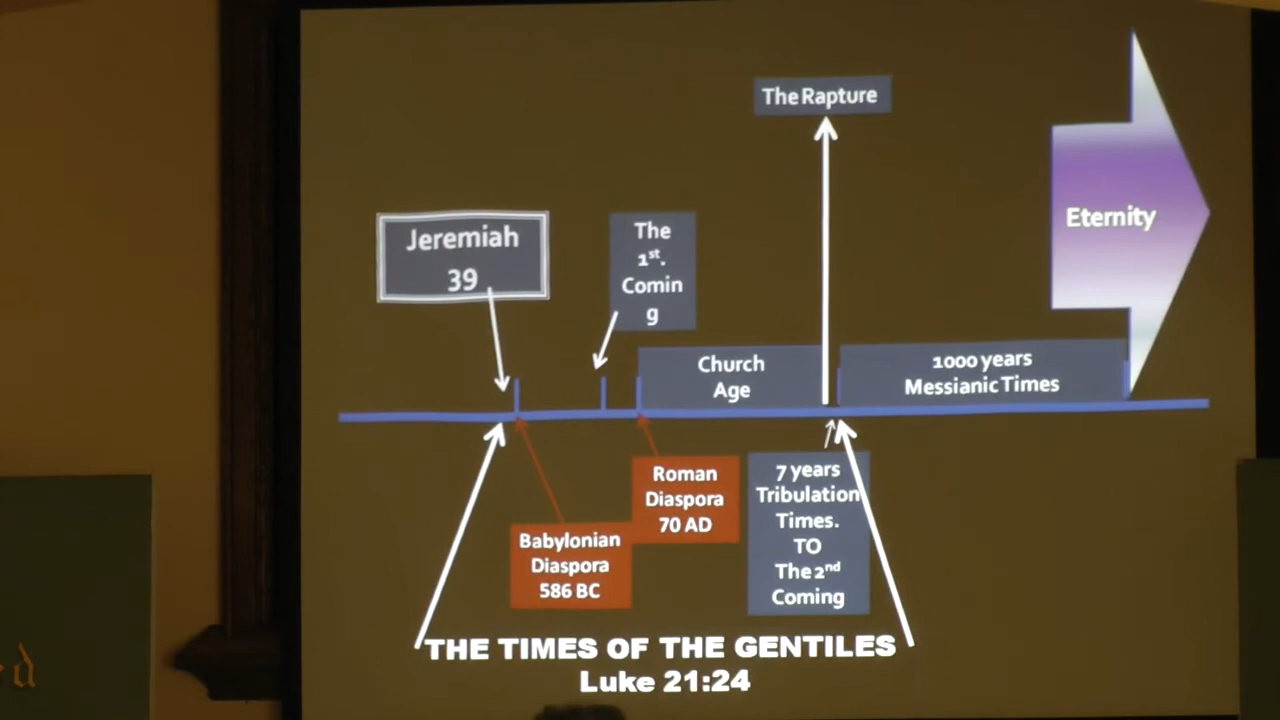 The Rapture
Eternity
Jeremiah
39
The
1st.
Comin
g
Church
Age
1000 years
Messianic Times
Roman
Diaspora
70 AD
7 years
Tribulation
Times.
TO
The 2nd
Coming
Babylonian
Diaspora
586 BC
THE TIMES OF THE GENTILES
Luke 21:24